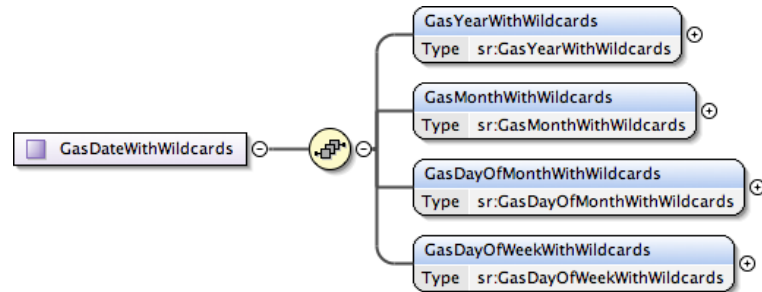 GasYearWithWildcards
Type sr:GasYearWithWildcards
GasMonthWithWildcards
Type sr:GasMonthWithWildcards
GasDateWithWildcards
GasDayOfMonthWithWildcards
Type sr:GasDayOfMonthWithWildcards
GasDayOfWeekWithWildcards
Type sr:GasDayOfWeekWithWildcards